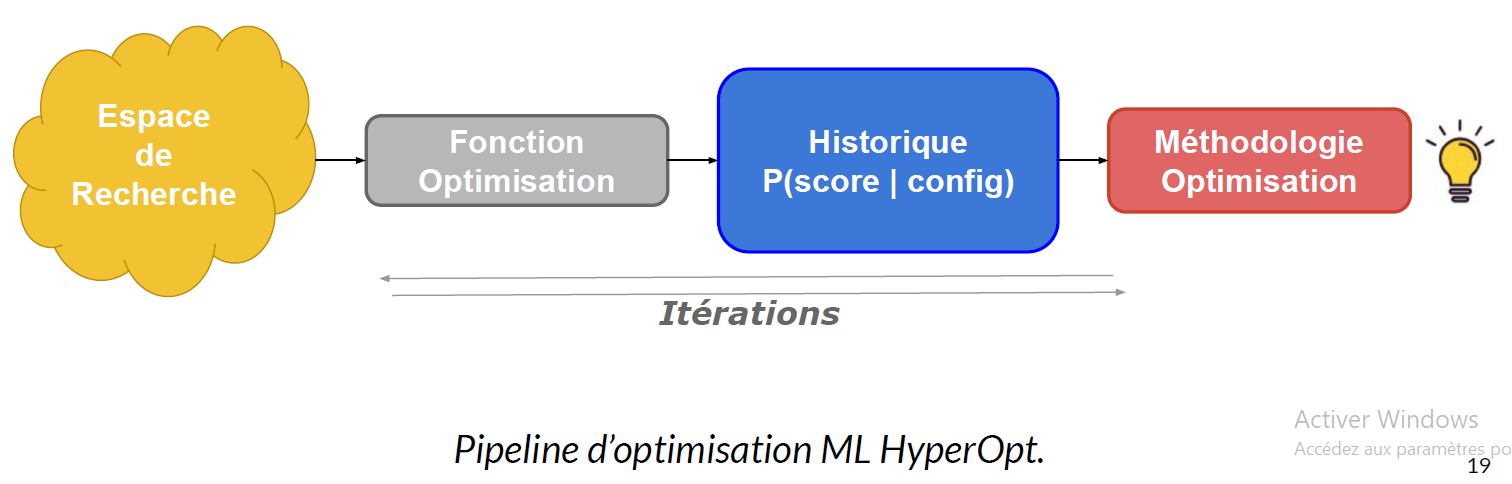 Espace
de
Recherche
Fonction
Optimisation
Historique
P(score | config)
Méthodologie
Optimisation
Itérations
Pipeline d'optimisation ML HyperOpt.
Activer Windows
Accédez aux paramètres po
19